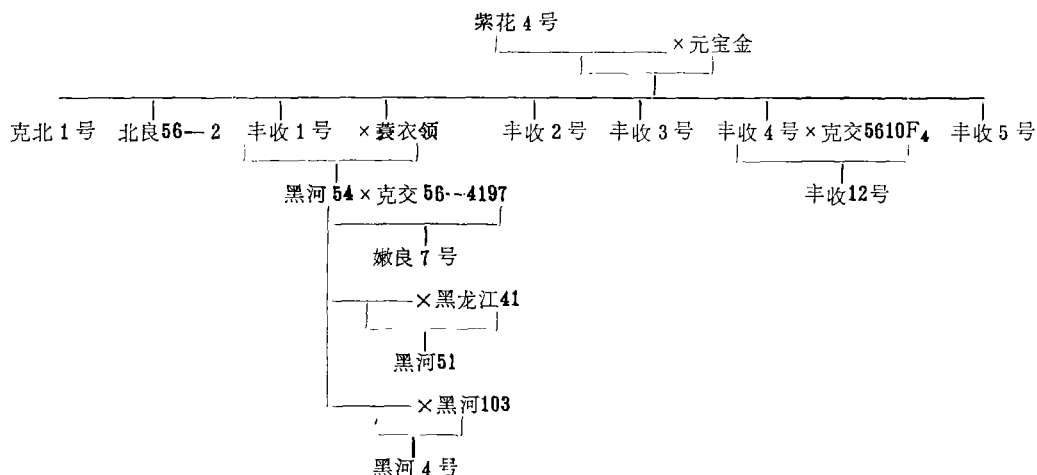 紫花4号
×元宝金
克北1号 北良56—2 丰收1号 ×蓑衣领 丰收2号 丰收3号 丰收4号×克交5610F₄ 丰收5号
黑河54×克交56--4197 丰收12号
嫩良7号
×黑龙江41
黑河51
×黑河103
黑河4号